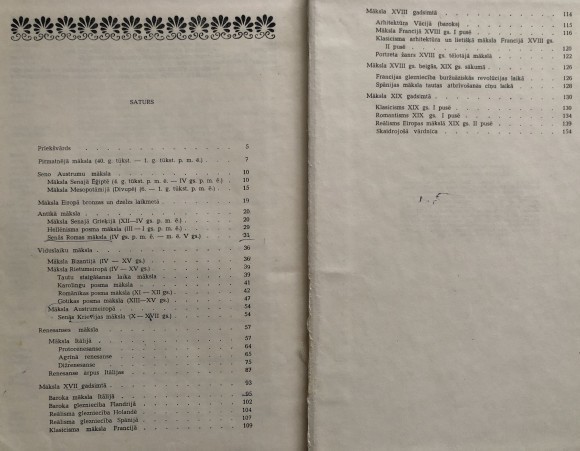 SATURS
Priekšvārds 5
Pirmatnējā māksla (40. g. tūkst. — 1. g. tūkst. p. m. ē.) 7
Seno Austrumu māksla 10
Māksla Senajā Ēģiptē (4. g. tūkst. p. m. ē. — IV gs. p. m. ē.) 10
Māksla Mezopotāmijā (Divupē) (6. — 1. g. tūkst. p. m. ē.) 15
Māksla Eiropā bronzas un dzelzs laikmetā 19
Antīkā māksla 20
Māksla Senajā Grieķijā (XII—IV gs. p. m. ē.) 20
Hellēnisma posma māksla (III — I gs. p. m. ē.) 29
Senās Romas māksla (IV gs. p. m. ē. — m. ē. V gs.) 31
Viduslaiku māksla 36
Māksla Bizantijā (IV — XV gs.) 36
Māksla Rietumeiropā (IV — XV gs.) 39
Tautu staigāšanas laika māksla 39
Karolingu posma māksla 41
Romānikas posma māksla (XI — XII gs.) 42
Gotikas posma māksla (XIII—XV gs.) 47
Māksla Austrumeiropā 54
Senās Krievijas māksla (X — XVII gs.) 54
Renesanses māksla 57
Māksla Itālijā 57
Protorenesanse 64
Agrīnā renesanse 65
Dižrenesanse 75
Renesanse ārpus Itālijas 87
Māksla XVII gadsimtā 93
Baroka māksla Itālijā 95
Baroka glezniecība Flandrijā 102
Reālisma glezniecība Holandē 104
Reālisma glezniecība Spānijā 107
Klasicisma māksla Francijā 109
Māksla XVIII gadsimtā 114
Arhitektūra Vācijā (baroks) 115
Māksla Francijā XVIII gs. I pusē 116
Klasicisma arhitektūra un lietišķā māksla Francijā XVIII gs.
II pusē 120
Portreta žanrs XVIII gs. tēlotājā mākslā 122
Māksla XVIII gs. beigās, XIX gs. sākumā 126
Francijas glezniecība buržuāziskās revolūcijas laikā 126
Spānijas māksla tautas atbrīvošanas cīņu laikā 128
Māksla XIX gadsimtā 130
Klasicisms XIX gs. I pusē 130
Romantisms XIX gs. I pusē 134
Reālisms Eiropas mākslā XIX gs. II pusē 139
Skaidrojošā vārdnīca 154